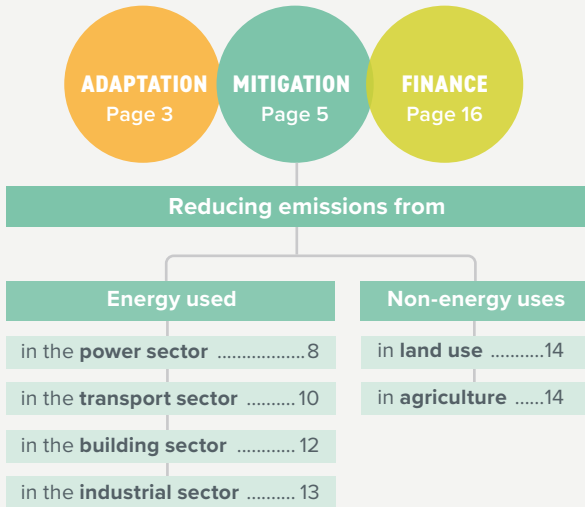 ADAPTATION
Page 3
MITIGATION
Page 5
FINANCE
Page 16
Reducing emissions from
Energy used
in the power sector ..................8
in the transport sector ..........10
in the building sector ............12
in the industrial sector ..........13
Non-energy uses
in land use ...........14
in agriculture ......14